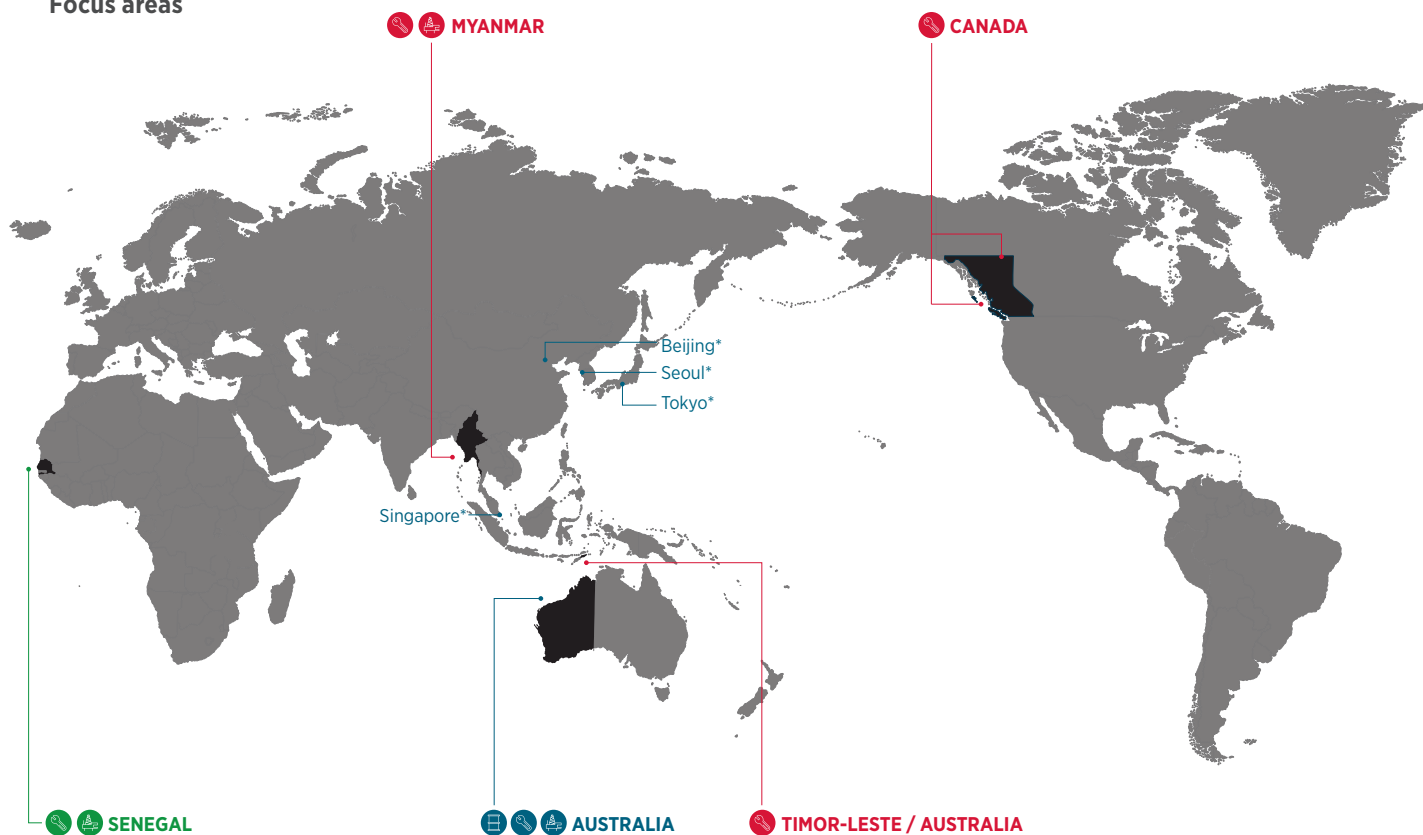 Focus areas
MYANMAR
CANADA
Beijing*
Seoul*
Tokyo*
Singapore*
SENEGAL
AUSTRALIA
TIMOR-LESTE / AUSTRALIA